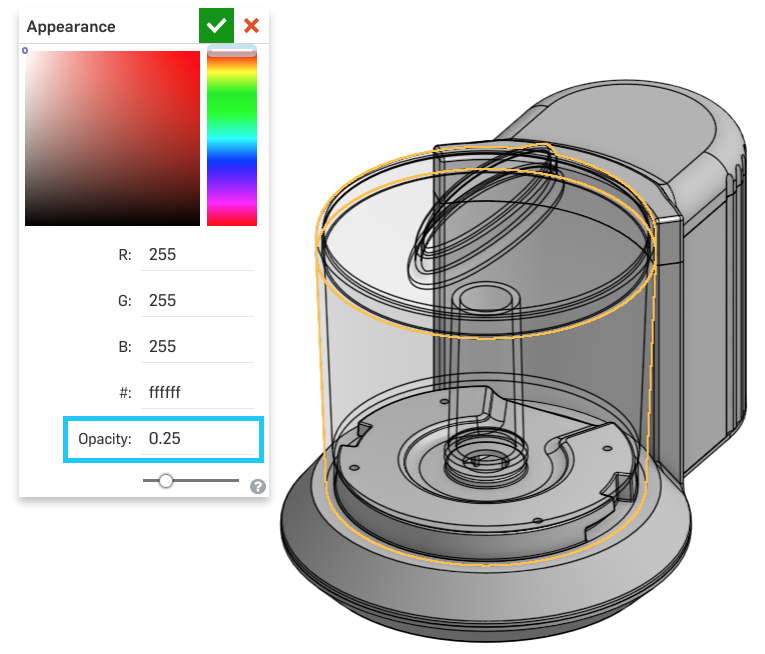 Appearance
R: 255
G: 255
B: 255
#: ffffff
Opacity: 0.25
?